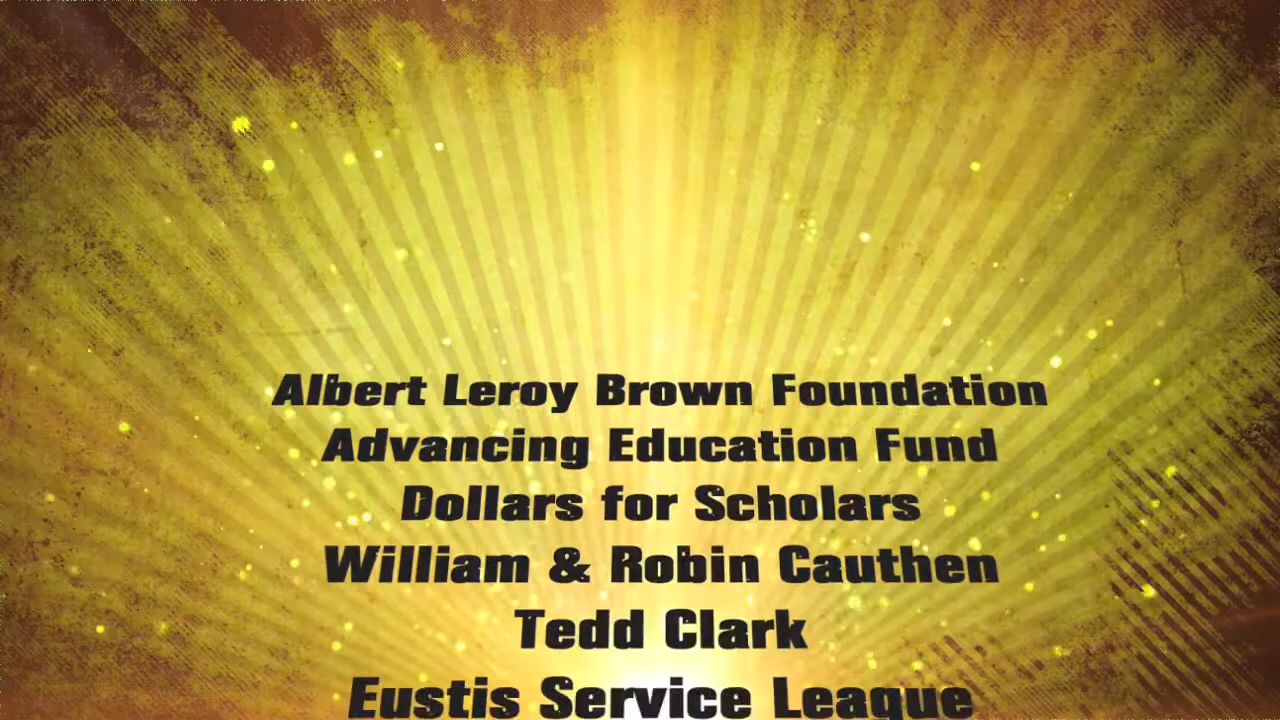 Albert Leroy Brown Foundation
Advancing Education Fund
Dollars for Scholars
William & Robin Cauthen
Tedd Clark
Eustis Service League